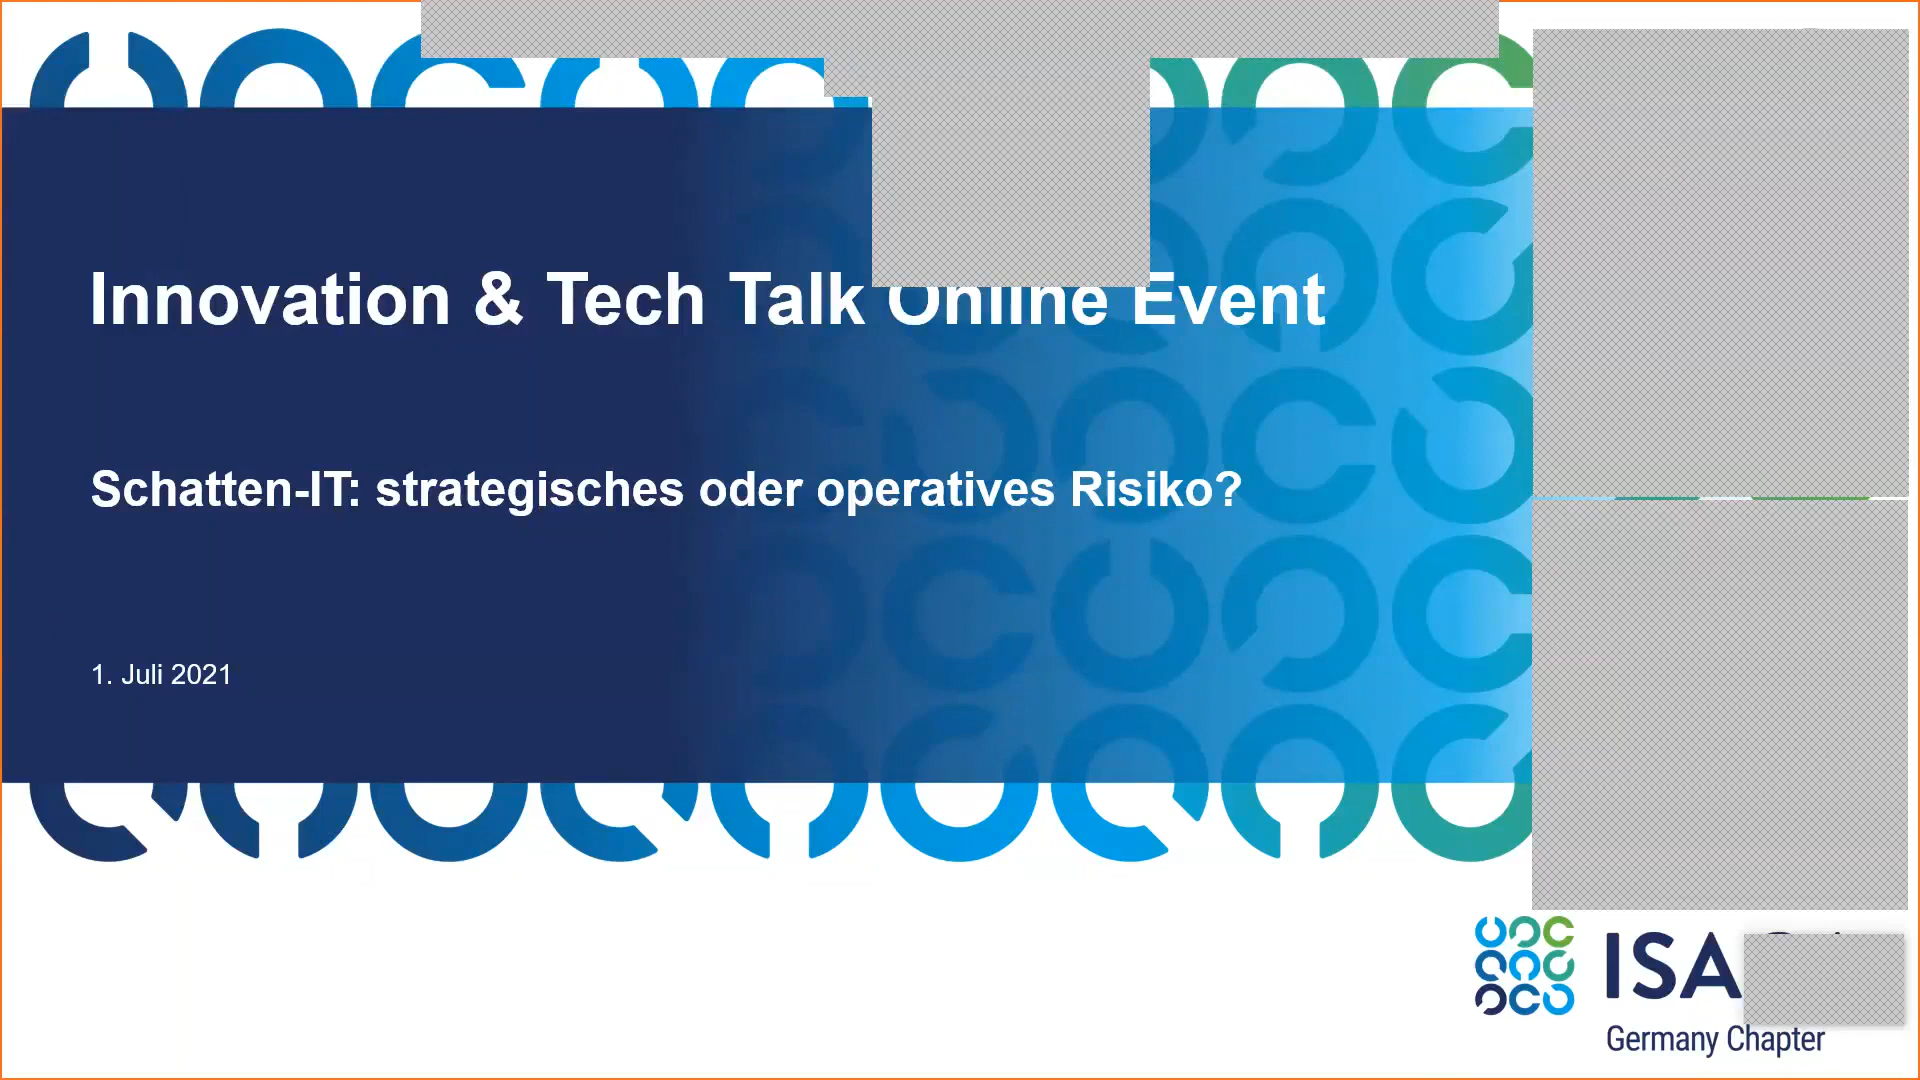 Innovation & Tech Talk Online Event
Schatten-IT: strategisches oder operatives Risiko?
1. Juli 2021
ISA
Germany Chapter